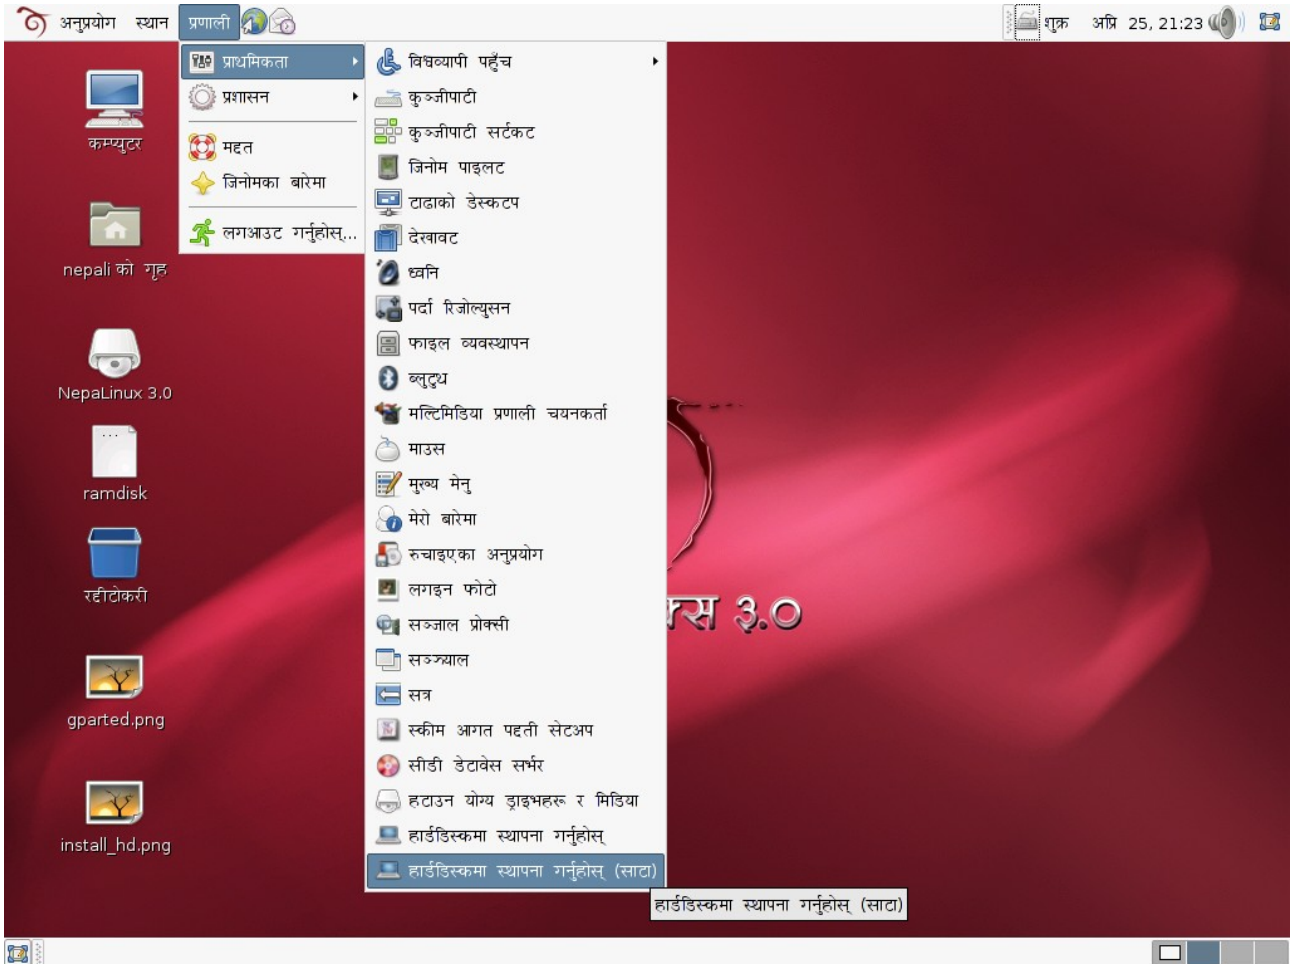 अनुप्रयोग स्थान प्रणाली
शुक्र अप्रि 25, 21:23
कम्प्युटर
nepali को गृह
NepaLinux 3.0
ramdisk
रद्दीटोकरी
gparted.png
install_hd.png
प्राथमिकता
प्रशासन
मद्दत
जिनोमका बारेमा
लगआउट गर्नुहोस्...
विश्वव्यापी पहुँच
कुञ्जीपाटी
कुञ्जीपाटी सर्टकट
जिनोम पाइलट
टाढाको डेस्कटप
देखावट
ध्वनि
पर्दा रिजोल्युसन
फाइल व्यवस्थापन
ब्लुटुथ
मल्टिमिडिया प्रणाली चयनकर्ता
माउस
मुख्य मेनु
मेरो बारेमा
रुचाइएका अनुप्रयोग
लगइन फोटो
सञ्जाल प्रोक्सी
सञ्झ्याल
सत्र
स्कीम आगत पद्दती सेटअप
सीडी डेटावेस सर्भर
हटाउन योग्य ड्राइभहरू र मिडिया
हार्डडिस्कमा स्थापना गर्नुहोस्
हार्डडिस्कमा स्थापना गर्नुहोस् (साटा)
हार्डडिस्कमा स्थापना गर्नुहोस् (साटा)
३.०